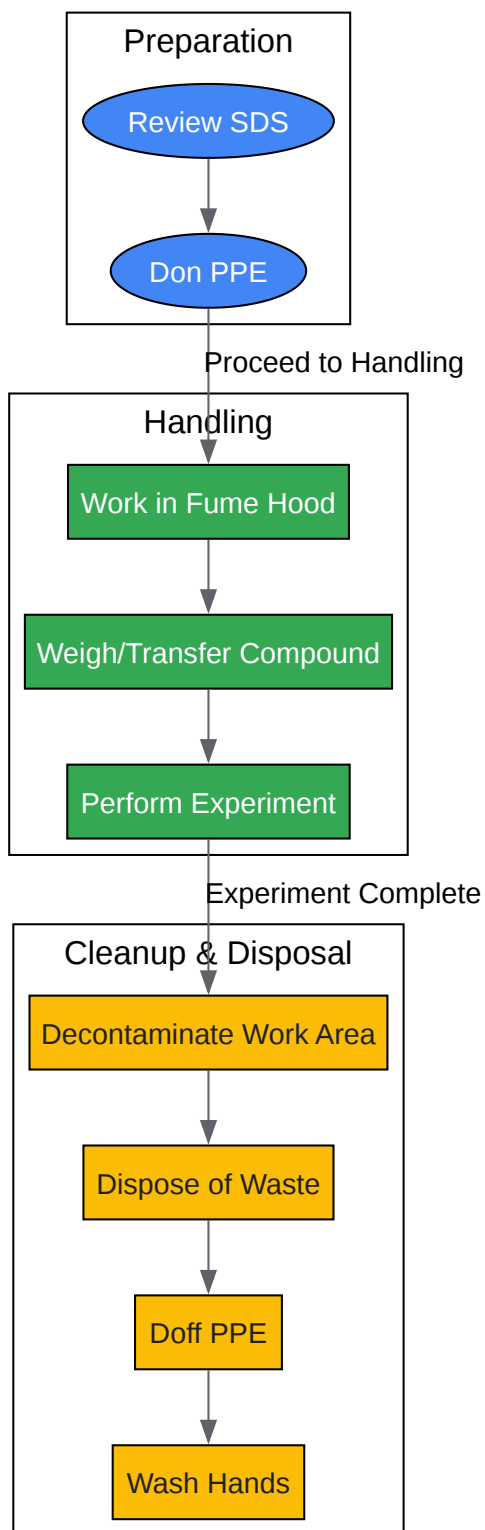 Preparation
Review SDS
Don PPE
Proceed to Handling
Handling
Work in Fume Hood
Weigh/Transfer Compound
Perform Experiment
Experiment Complete
Cleanup & Disposal
Decontaminate Work Area
Dispose of Waste
Doff PPE
Wash Hands